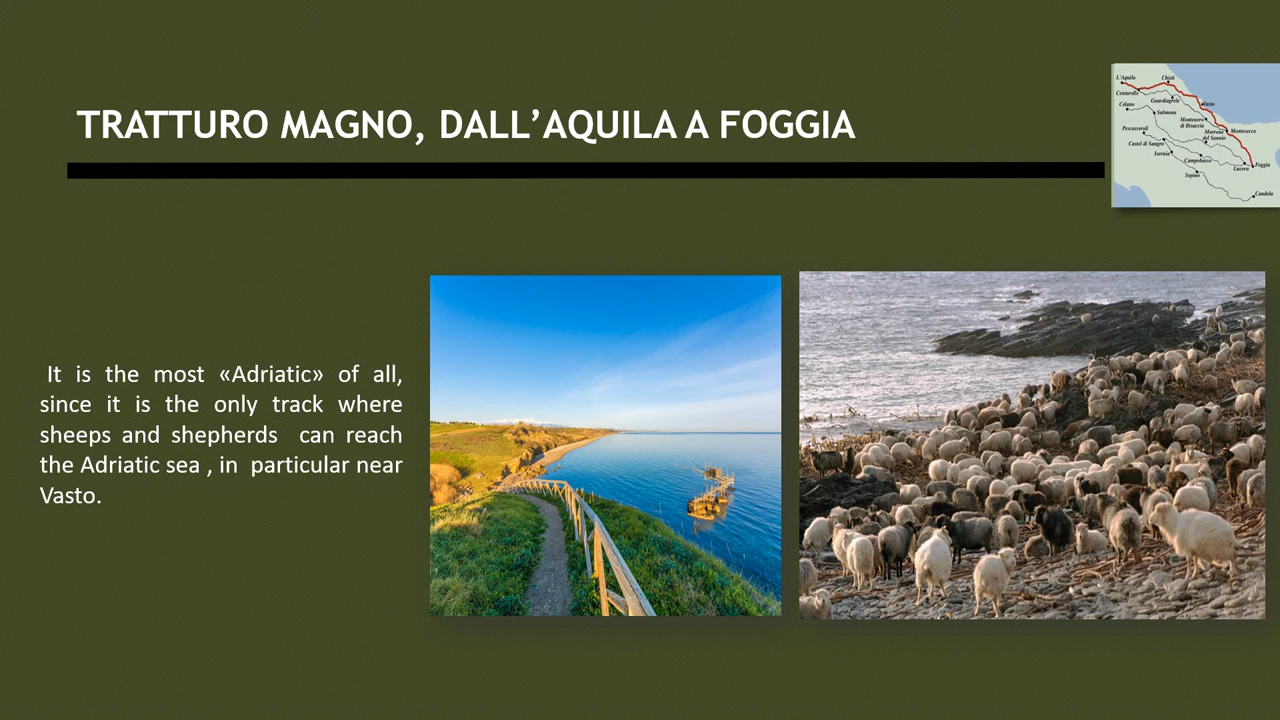 TRATTURO MAGNO, DALL’AQUILA A FOGGIA
L'Aquila
Chieti
Centurelle
Guardiagrele
Celano
Vasto
Sulmona
Montenero
di Bisaccia
Pescasseroli
Morrone
del Sannio
Montesecco
Castel di Sangro
Isernia
Campobasso
Lucera
Foggia
Sepino
Candela
It is the most «Adriatic» of all,
since it is the only track where
sheeps and shepherds can reach
the Adriatic sea , in particular near
Vasto.